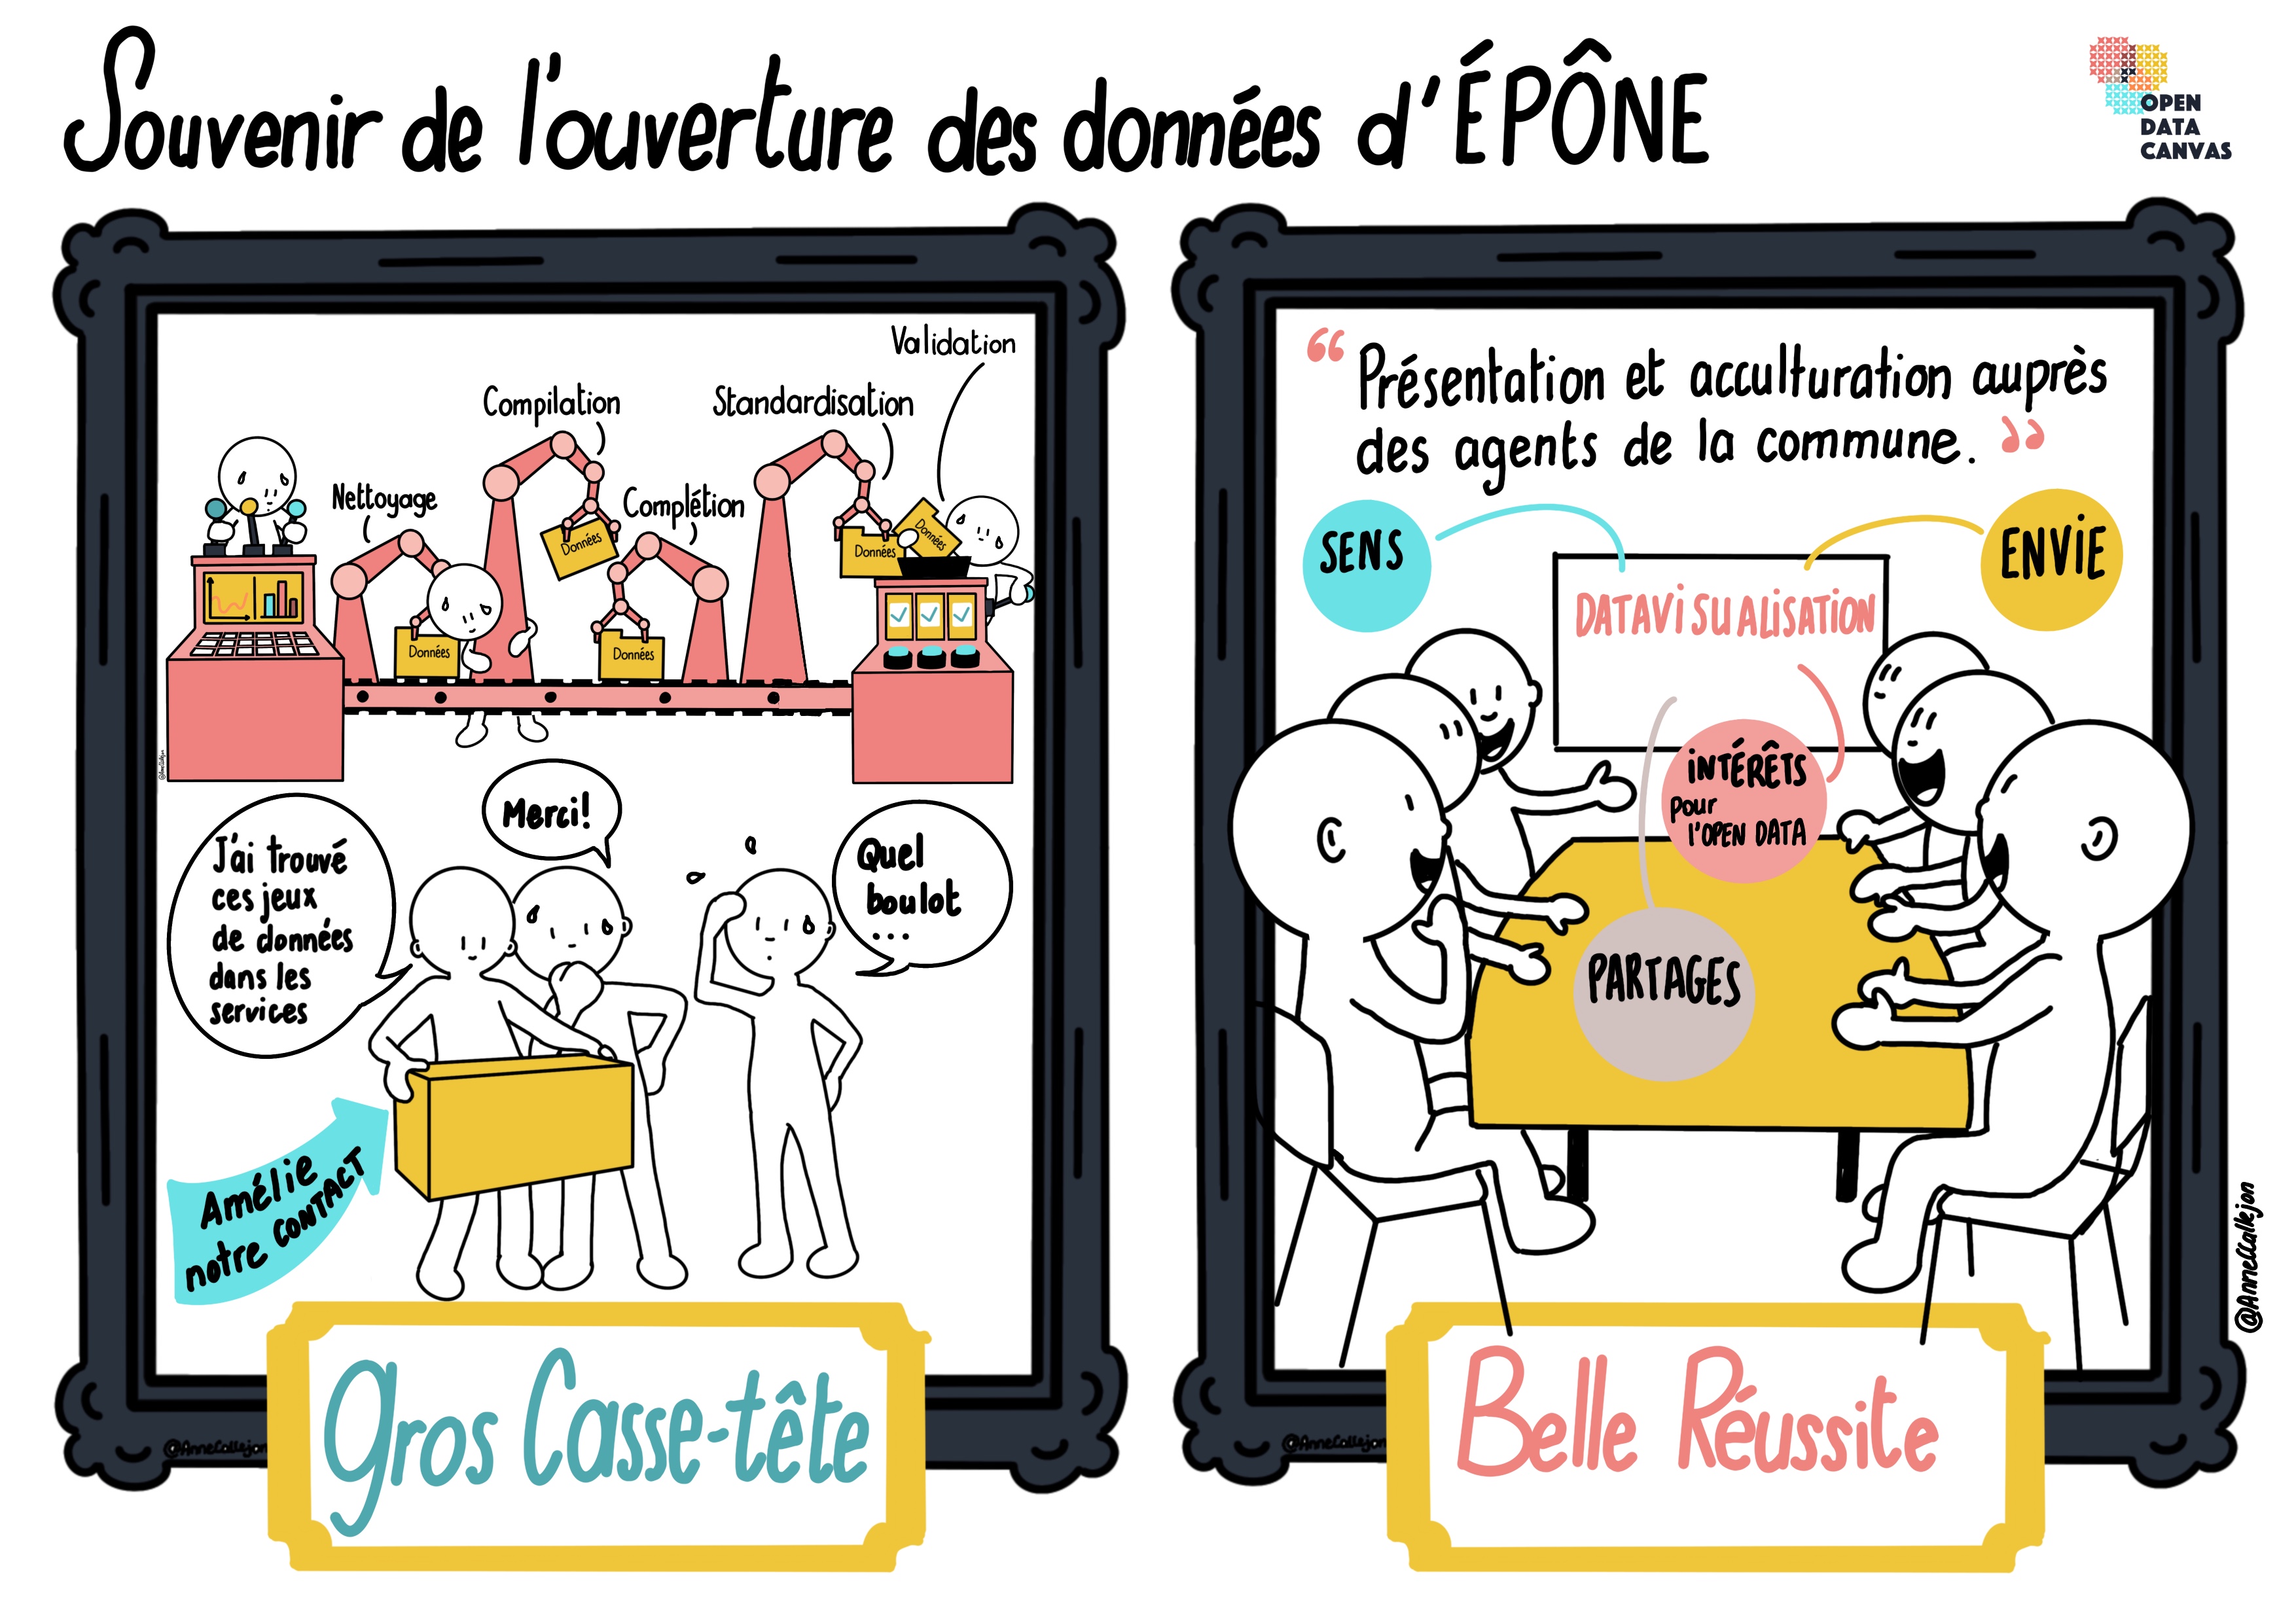 Souvenir de l'ouverture des données d'ÉPÔNE
OPEN
DATA
CANVAS
Validation
Compilation
Standardisation
Nettoyage
Complétion
Données
Données
Données
Données
Données
J'ai trouvé
ces jeux
de données
dans les
services
Merci!
Quel
boulot
...
Amélie
notre CONTACT
@AnneCallejon
Gros Casse-tête
“ Présentation et acculturation auprès
des agents de la commune. ”
SENS
ENViE
DATAViSUALiSATiON
iNTÉRÊTS
pour
l'OPEN DATA
PARTAGES
@AnneCallejon
Belle Réussite
@AnneCallejon